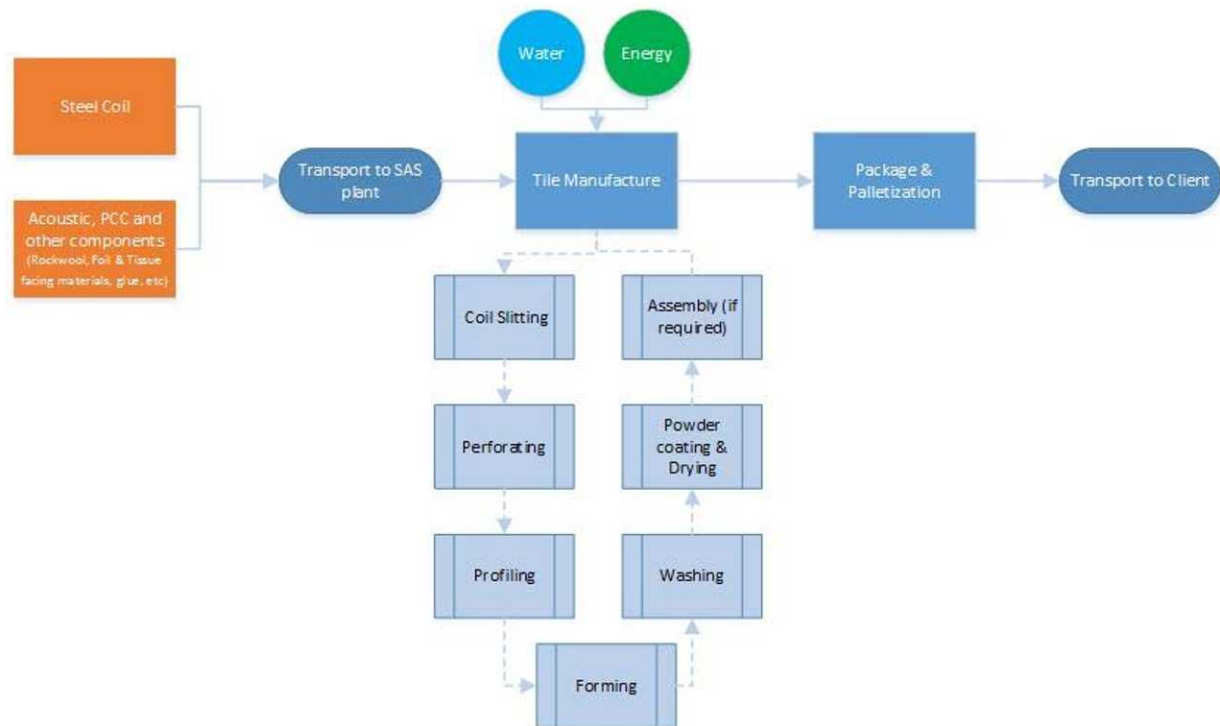 Water
Energy
Steel Coil
Transport to SAS
plant
Tile Manufacture
Package &
Palletization
Transport to Client
Acoustic, PCC and
other components
(Rockwool, Foil & Tissue
facing materials, glue, etc)
Coil Slitting
Perforating
Profiling
Forming
Washing
Powder
coating &
Drying
Assembly (if
required)